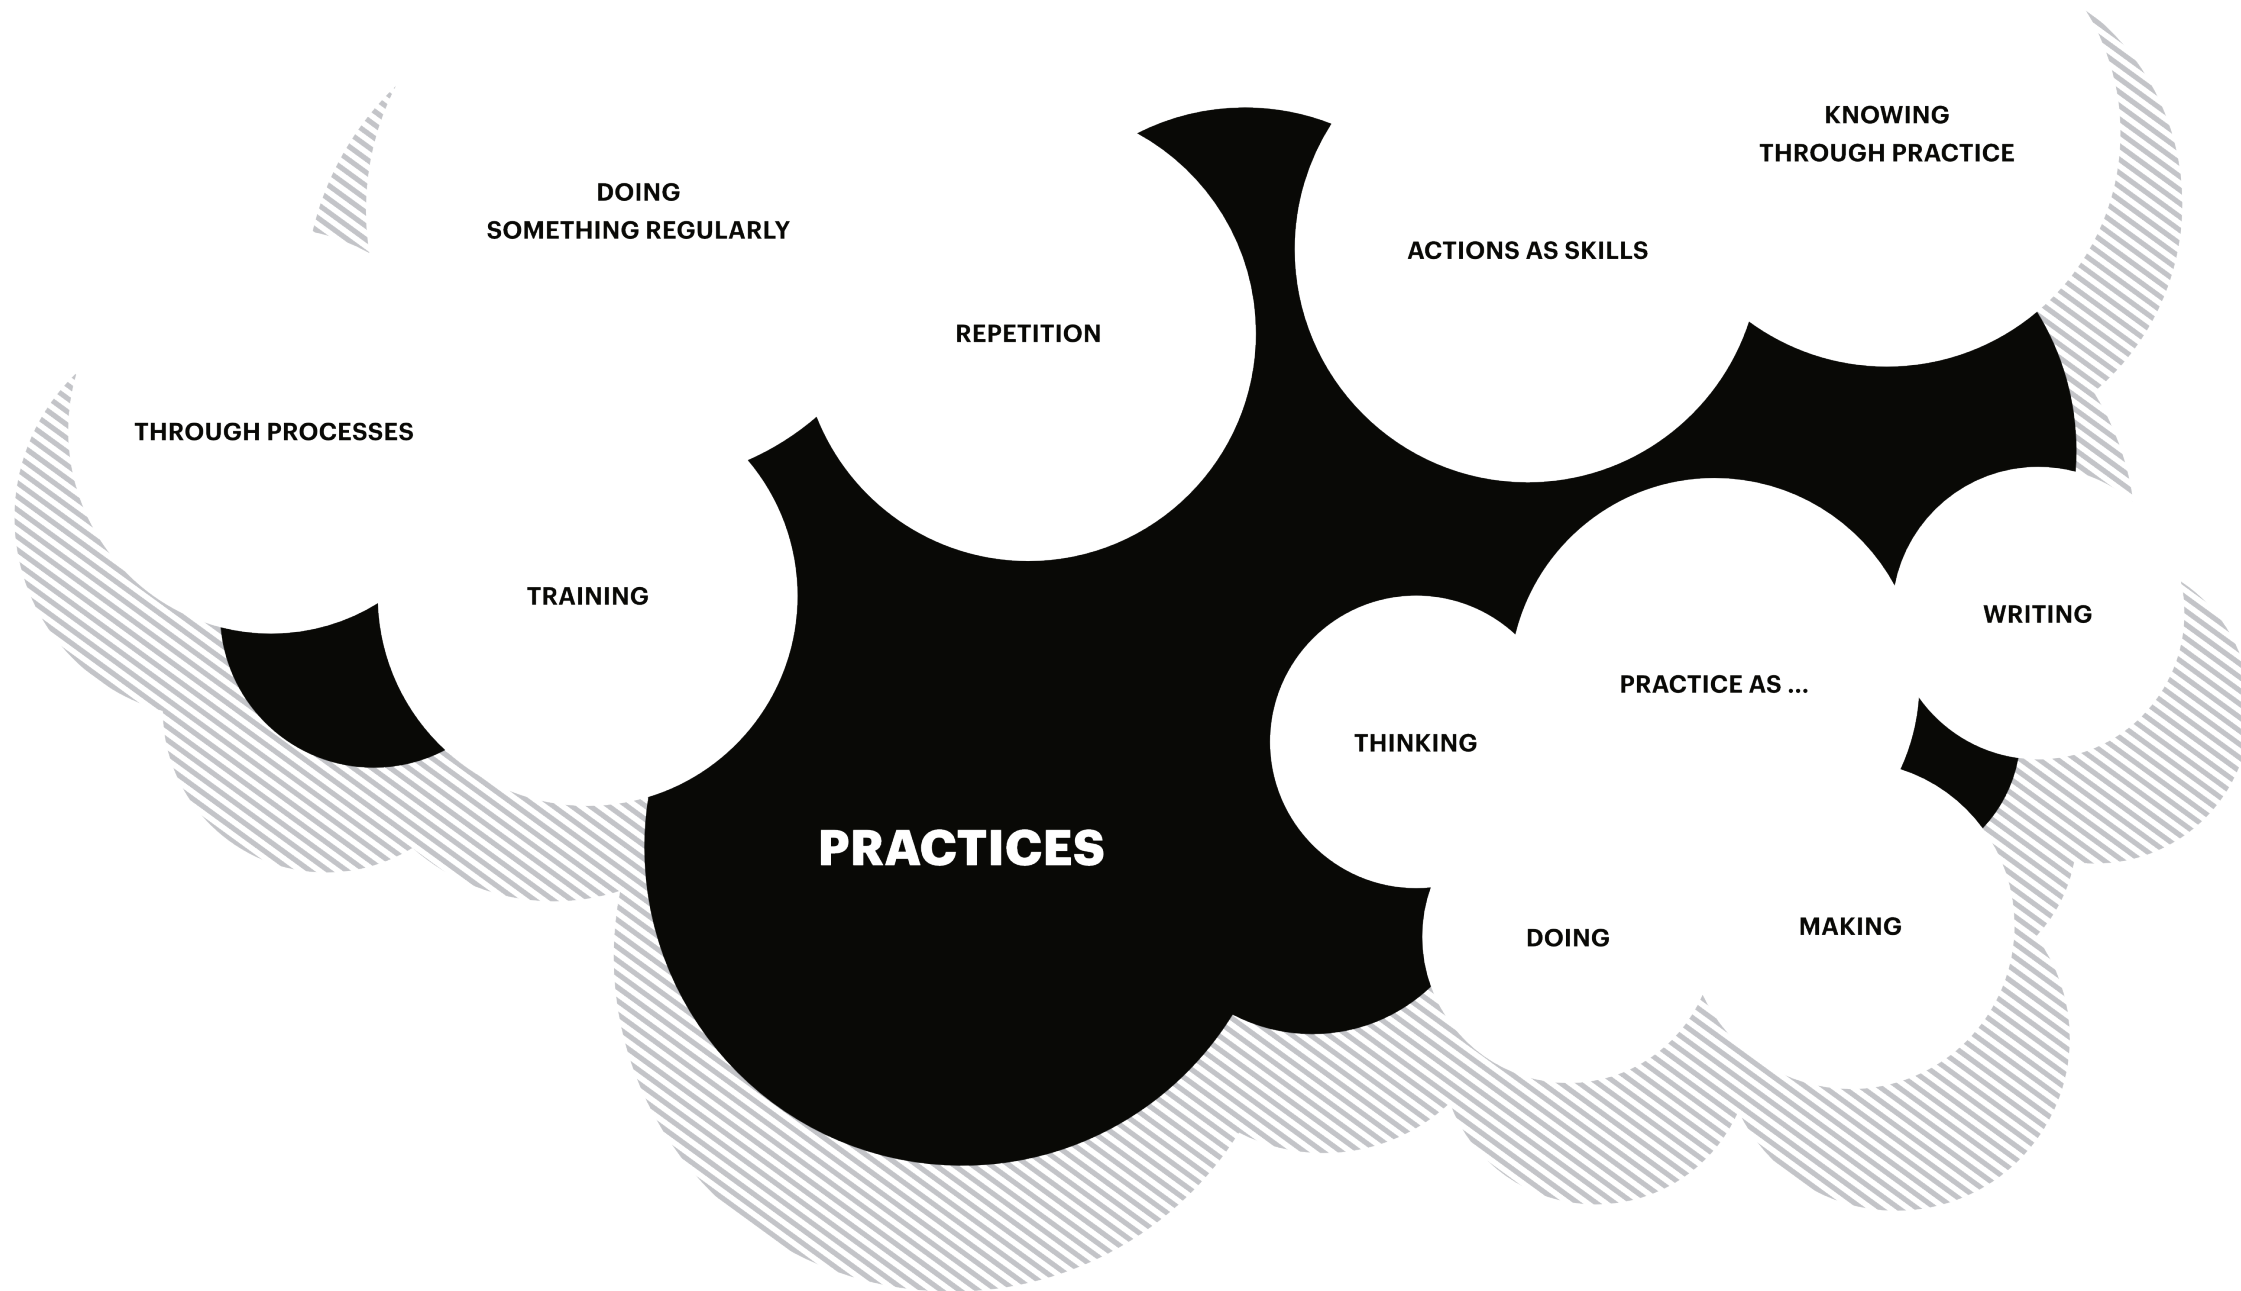 KNOWING
THROUGH PRACTICE
DOING
SOMETHING REGULARLY
ACTIONS AS SKILLS
REPETITION
THROUGH PROCESSES
TRAINING
WRITING
PRACTICE AS ...
THINKING
PRACTICES
DOING
MAKING